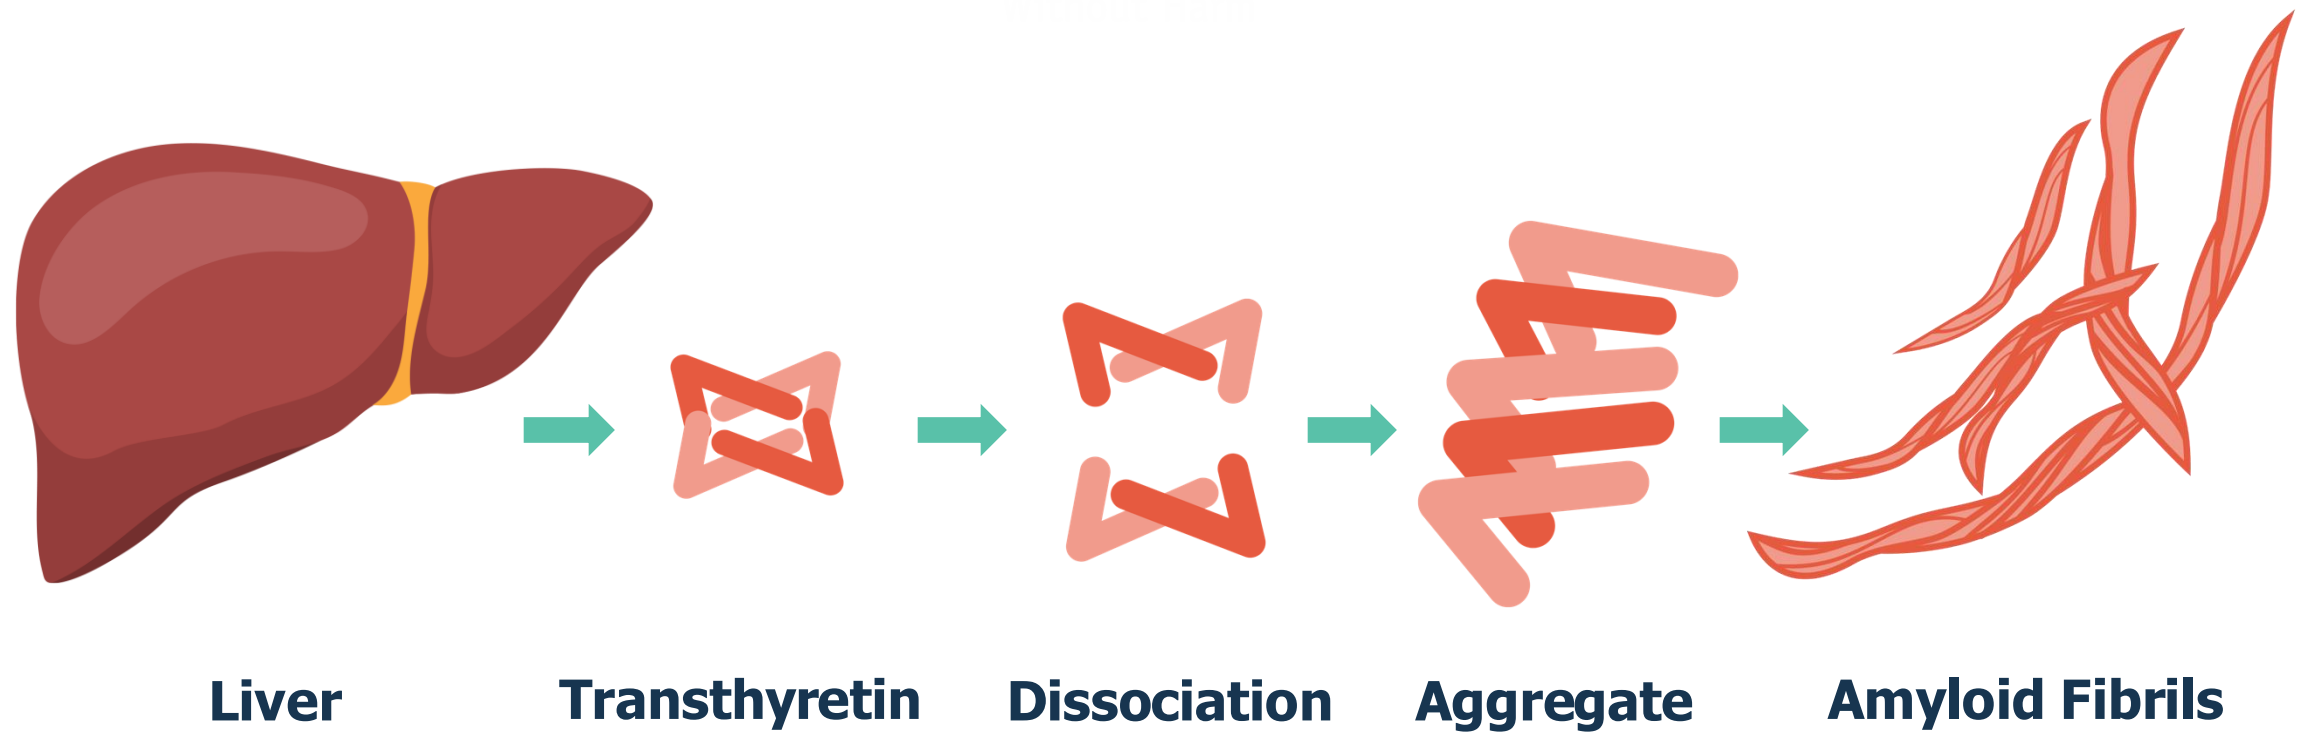 Liver
Transthyretin
Dissociation
Aggregate
Amyloid Fibrils